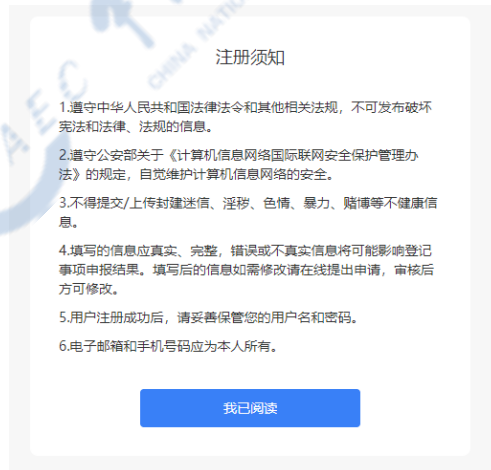 AEC
CHINA NATIO
注册须知
1.遵守中华人民共和国法律法令和其他相关法规，不可发布破坏
宪法和法律、法规的信息。
2.遵守公安部关于《计算机信息网络国际联网安全保护管理办
法》的规定，自觉维护计算机信息网络的安全。
3.不得提交/上传封建迷信、淫秽、色情、暴力、赌博等不健康信
息。
4.填写的信息应真实、完整，错误或不真实信息将可能影响登记
事项申报结果。填写后的信息如需修改请在线提出申请，审核后
方可修改。
5.用户注册成功后，请妥善保管您的用户名和密码。
6.电子邮箱和手机号码应为本人所有。
我已阅读